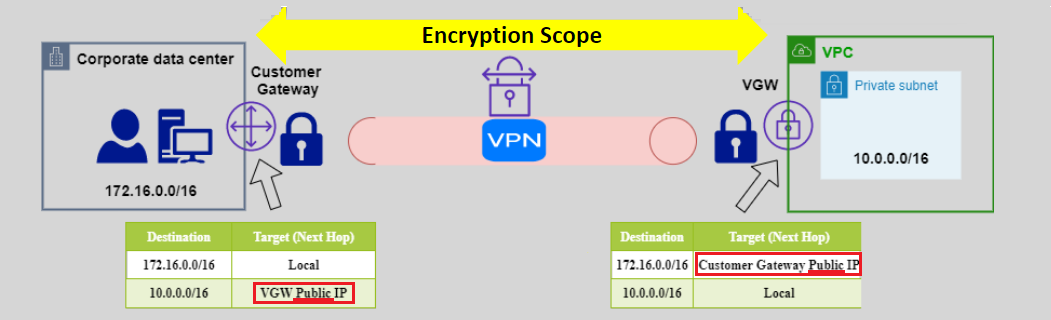 Encryption Scope
Corporate data center
172.16.0.0/16
Customer
Gateway
VPN
VGW
VPC
Private subnet
10.0.0.0/16
Destination Target (Next Hop)
172.16.0.0/16 Local
10.0.0.0/16 VGW Public IP
Destination Target (Next Hop)
172.16.0.0/16 Customer Gateway Public IP
10.0.0.0/16 Local